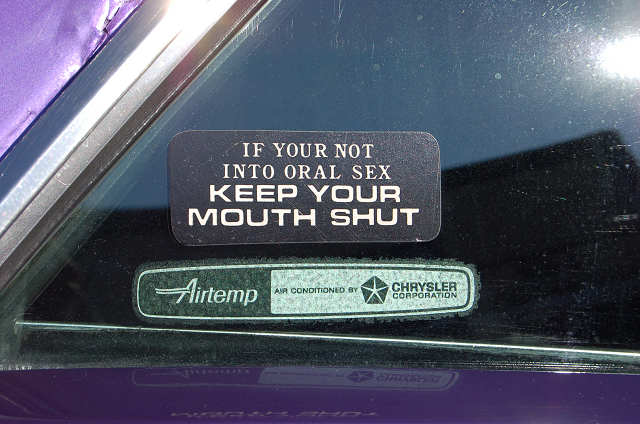 IF YOUR NOT
INTO ORAL SEX
KEEP YOUR
MOUTH SHUT
Airtemp AIR CONDITIONED BY CHRYSLER
CORPORATION